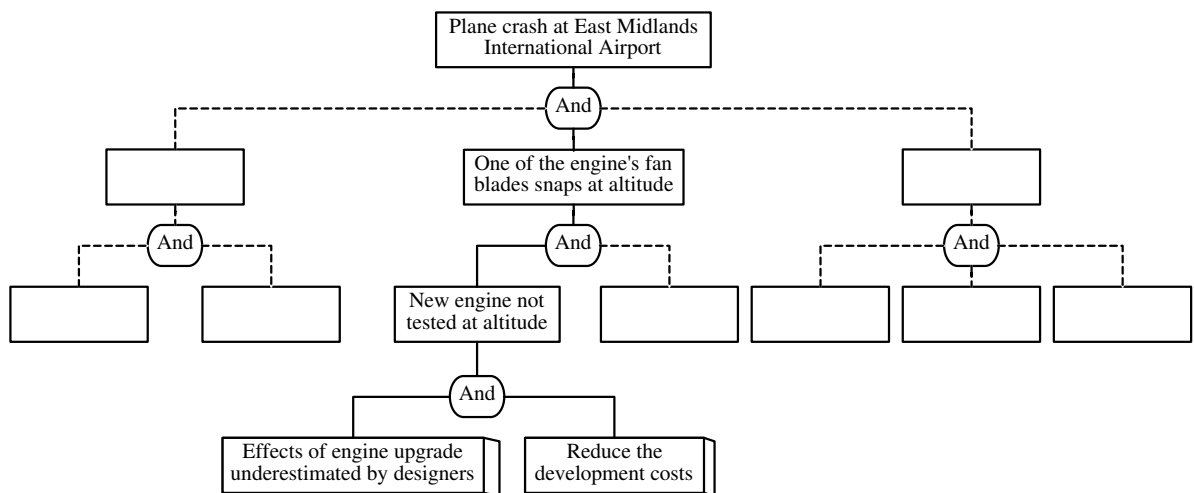 Plane crash at East Midlands
International Airport
And
One of the engine's fan
blades snaps at altitude
And
And
And
New engine not
tested at altitude
And
Effects of engine upgrade
underestimated by designers
Reduce the
development costs